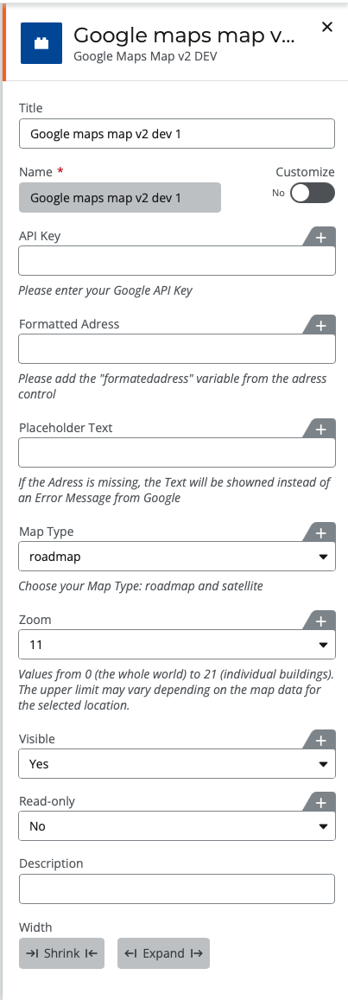 Google maps map v...
Google Maps Map v2 DEV
Title
Google maps map v2 dev 1
Name *
Customize
Google maps map v2 dev 1
No
API Key
Please enter your Google API Key
Formatted Adress
Please add the "formatedadress" variable from the adress
control
Placeholder Text
If the Adress is missing, the Text will be showned instead of
an Error Message from Google
Map Type
roadmap
Choose your Map Type: roadmap and satellite
Zoom
11
Values from 0 (the whole world) to 21 (individual buildings).
The upper limit may vary depending on the map data for
the selected location.
Visible
Yes
Read-only
No
Description
Width
Shrink
Expand